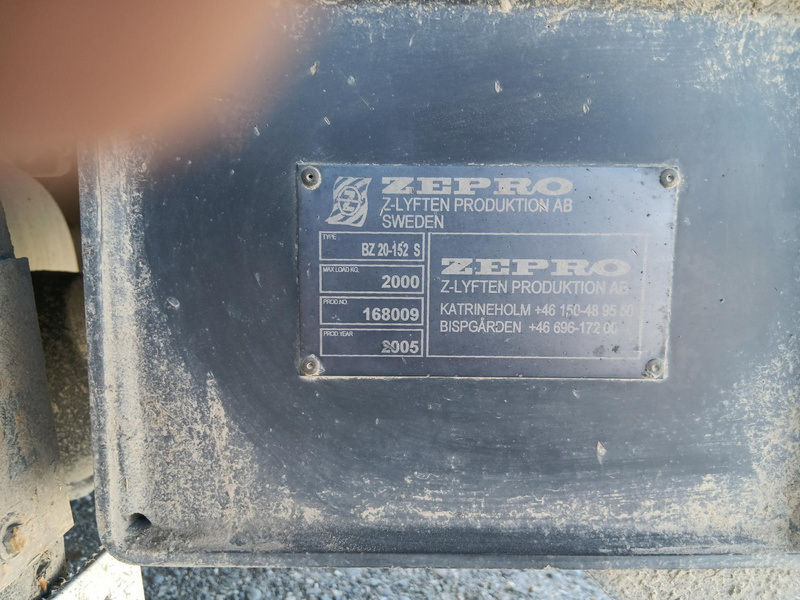 ZEPRO
Z-LYFTEN PRODUKTION AB
SWEDEN
TYPE
BZ 20-152 S
MAX LOAD KG.
2000
PROD.NO.
168009
PROD.YEAR
2005
ZEPRO
Z-LYFTEN PRODUKTION AB
KATRINEHOLM +46 150-48 95 50
BISPGÅRDEN +46 696-172 00